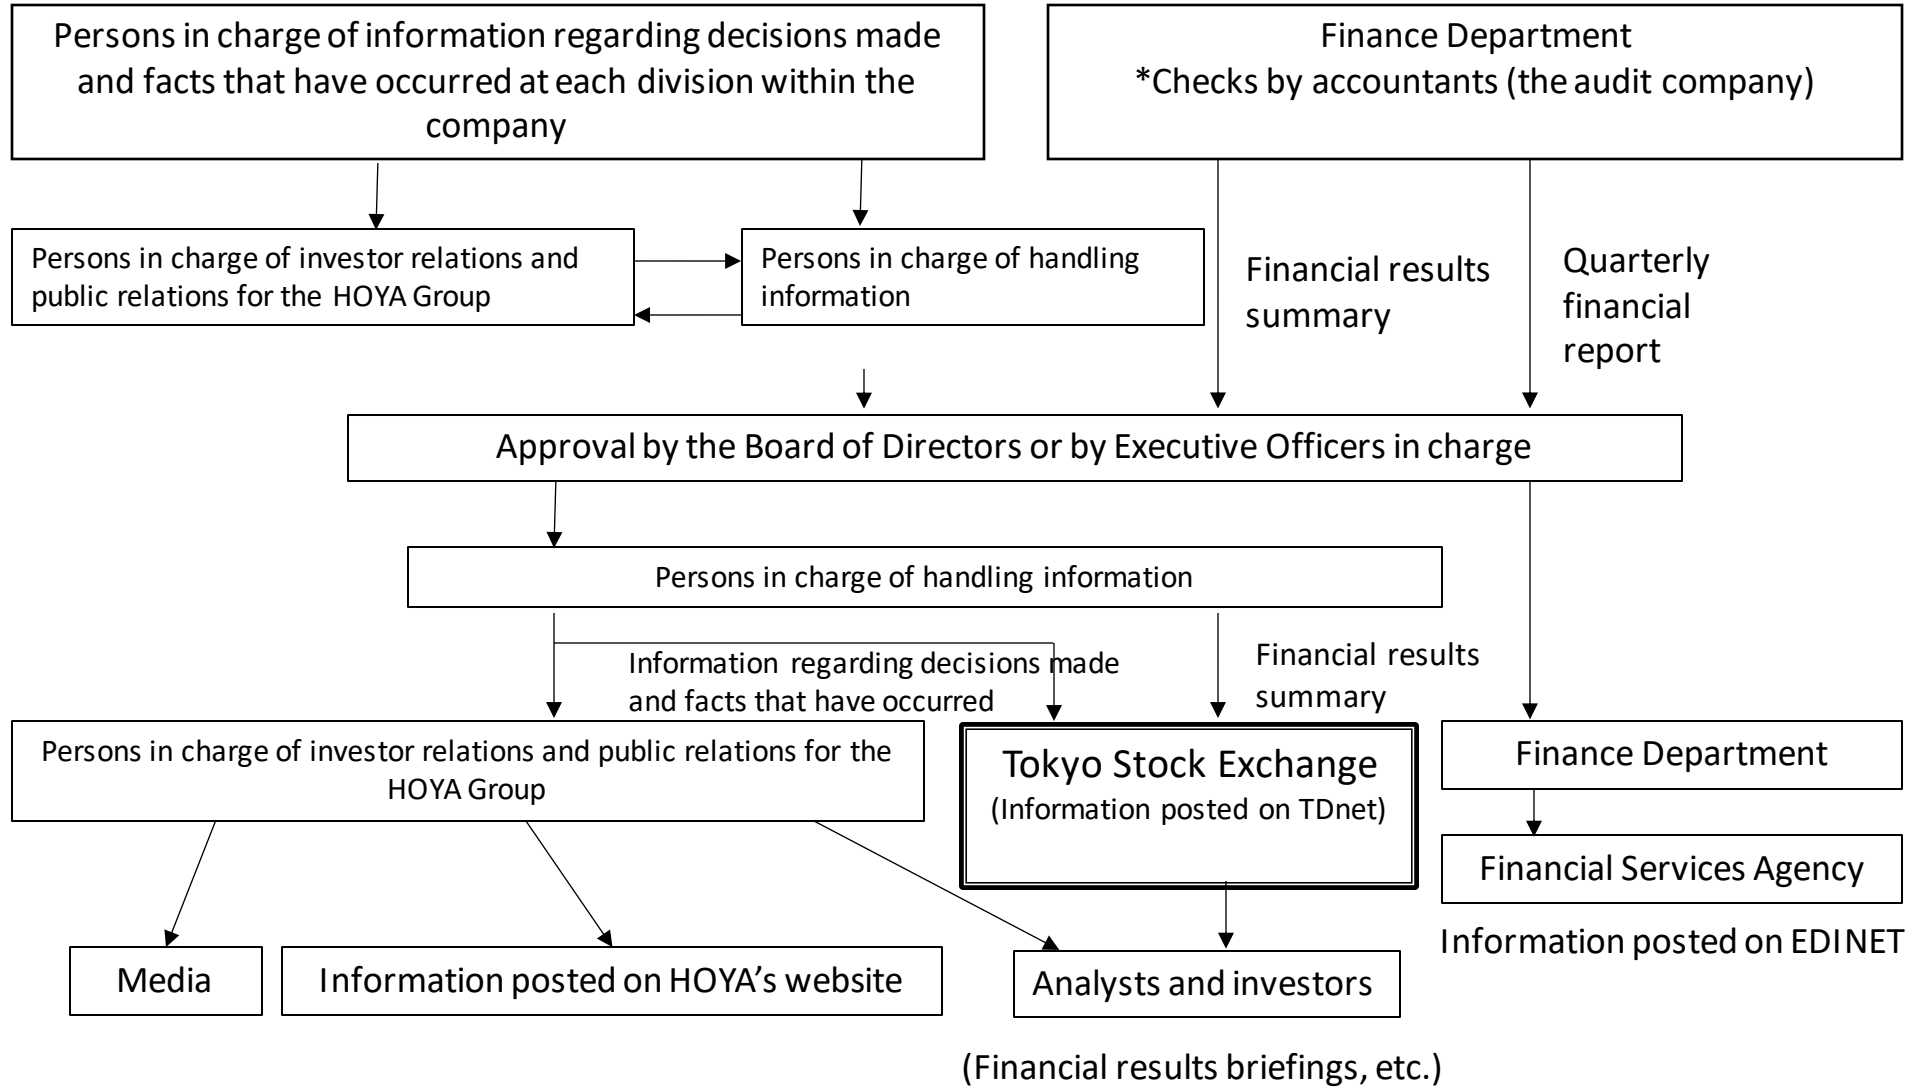 Persons in charge of information regarding decisions made
and facts that have occurred at each division within the
company
Finance Department
*Checks by accountants (the audit company)
Persons in charge of investor relations and
public relations for the HOYA Group
Persons in charge of handling
information
Financial results
summary
Quarterly
financial
report
Approval by the Board of Directors or by Executive Officers in charge
Persons in charge of handling information
Information regarding decisions made
and facts that have occurred
Financial results
summary
Persons in charge of investor relations and public relations for the
HOYA Group
Tokyo Stock Exchange
(Information posted on TDnet)
Finance Department
Financial Services Agency
Information posted on EDINET
Media
Information posted on HOYA’s website
Analysts and investors
(Financial results briefings, etc.)